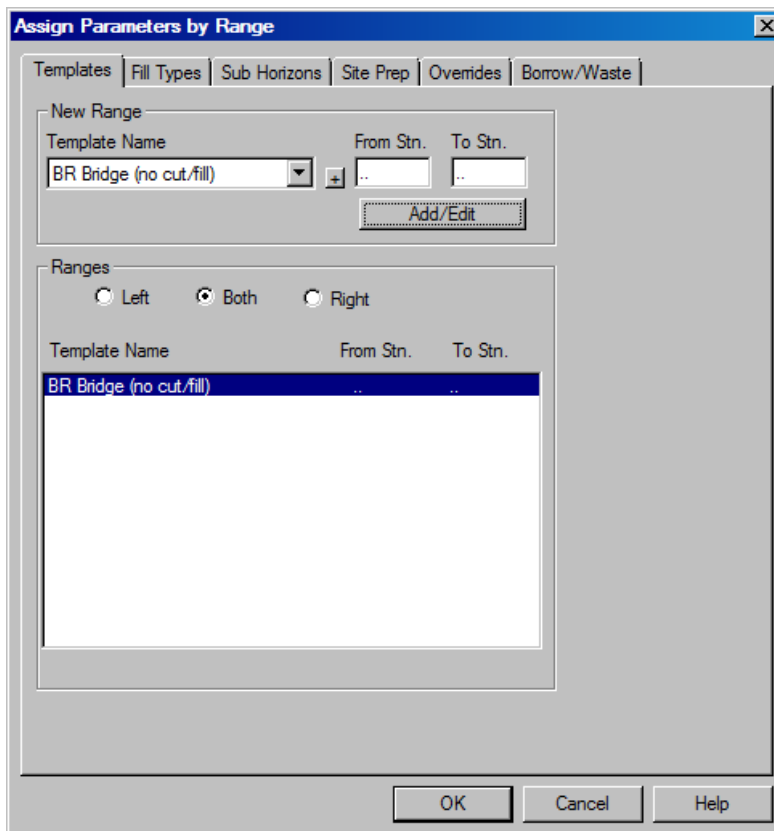 Assign Parameters by Range
Templates Fill Types Sub Horizons Site Prep Overrides Borrow/Waste
New Range
Template Name From Stn. To Stn.
BR Bridge (no cut/fill) + .. ..
Add/Edit
Ranges
Left Both Right
Template Name From Stn. To Stn.
BR Bridge (no cut/fill) .. ..
OK Cancel Help